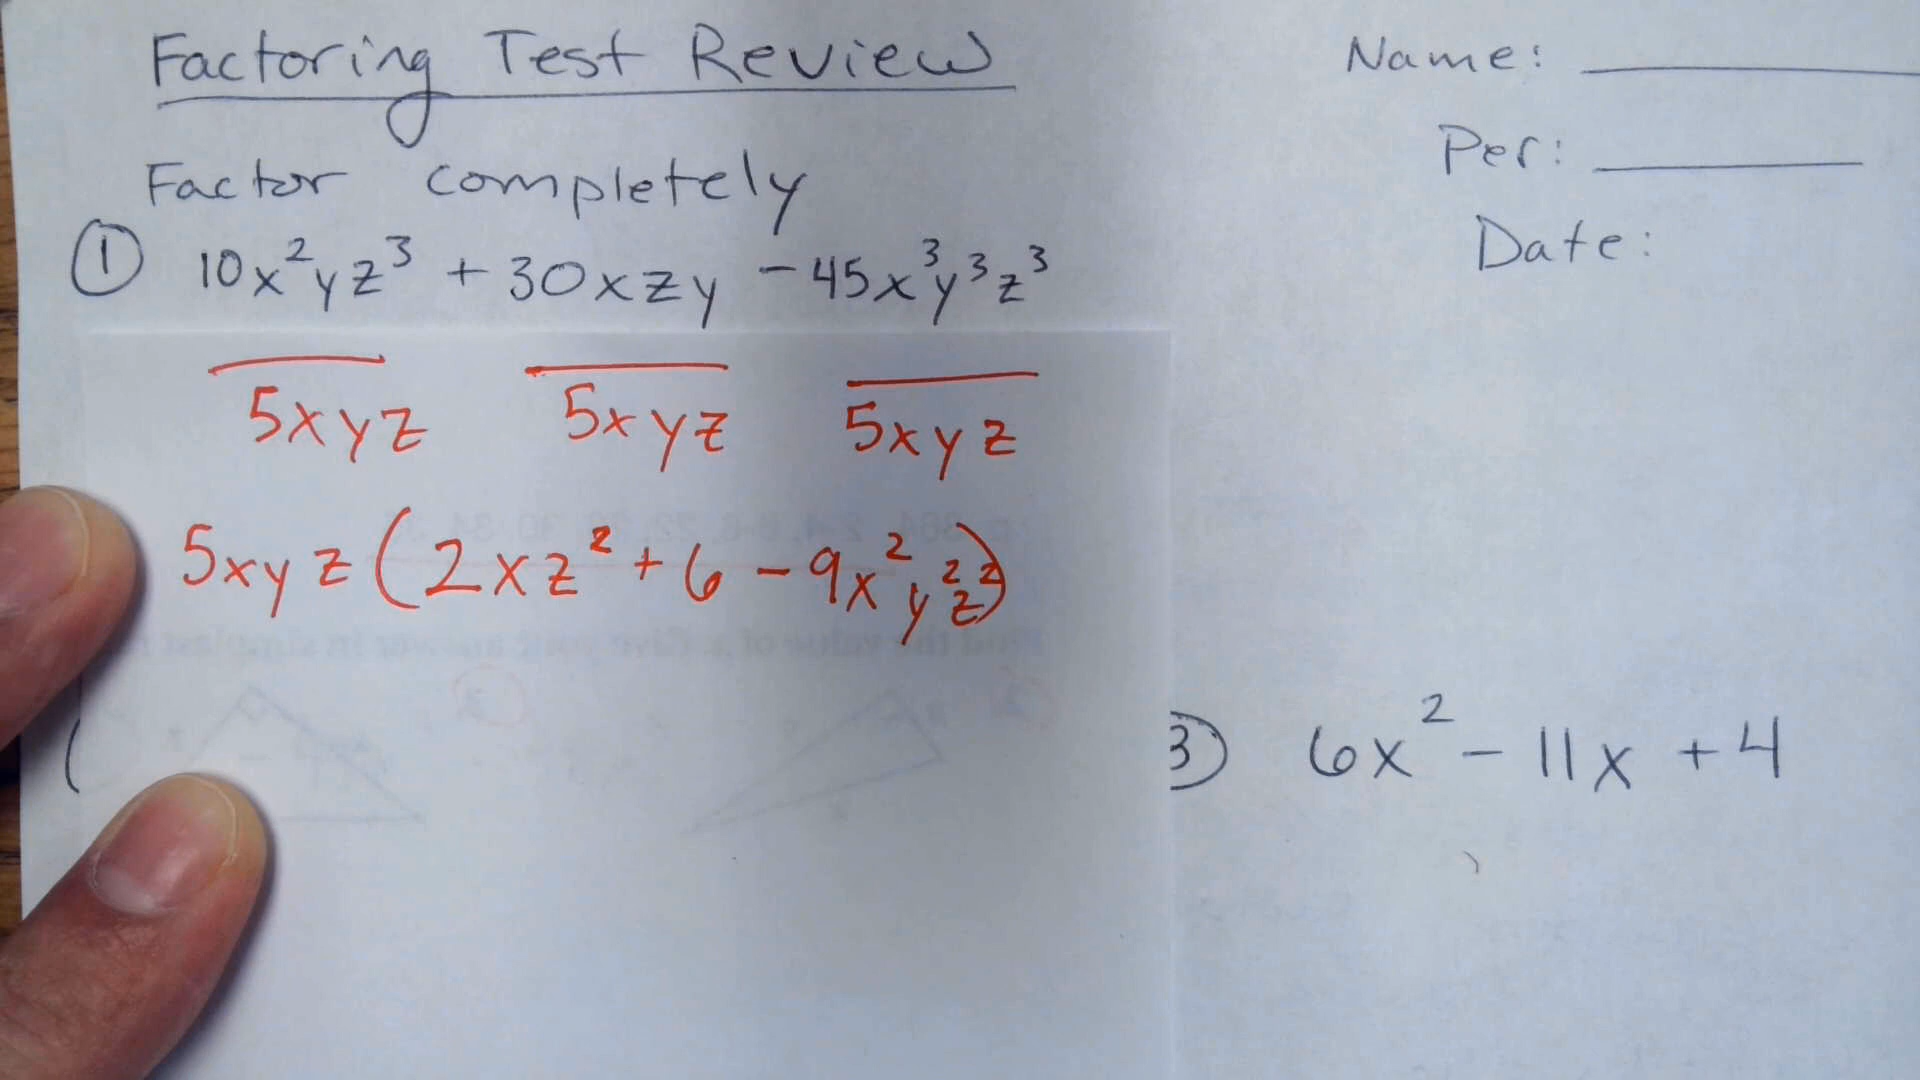 Factoring Test Review
Name:
Per:
Date:
Factor completely
① 10x²yz³ + 30xzy - 45x³y³z³
5xyz 5xyz 5xyz
5xyz(2xz² + 6 - 9x²y²z²)
3) 6x² - 11x + 4